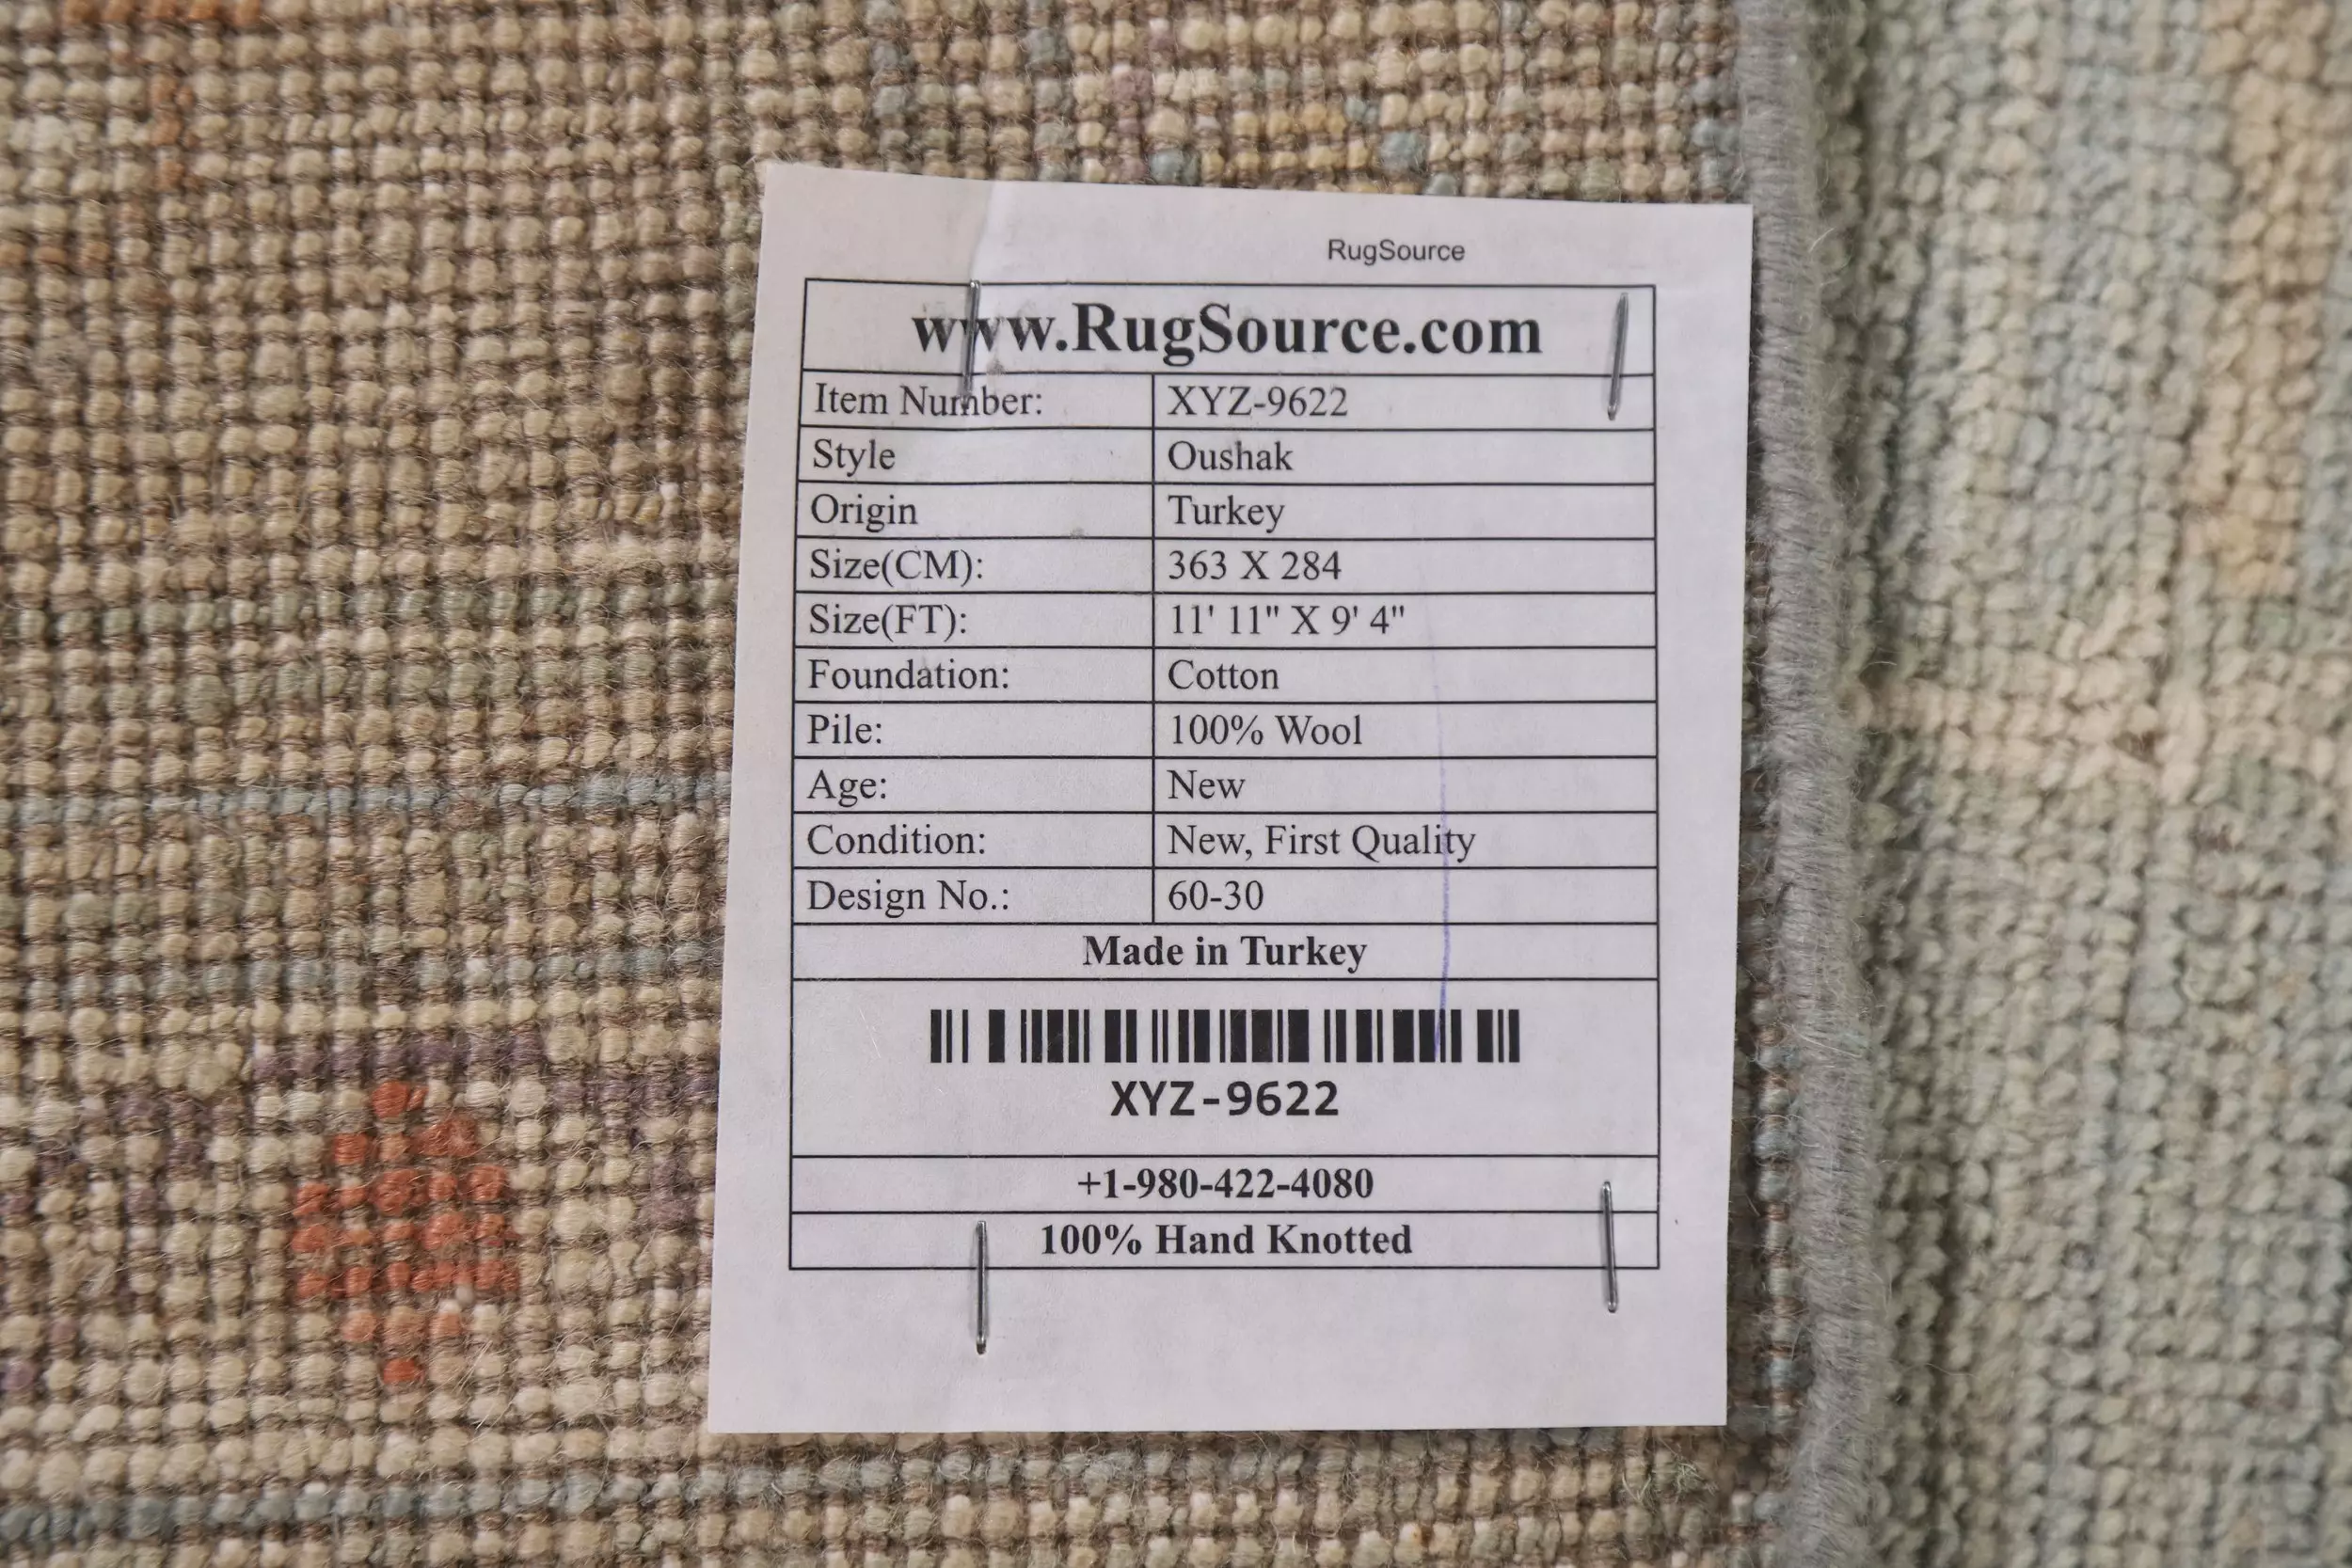 RugSource
www.RugSource.com
Item Number: XYZ-9622
Style Oushak
Origin Turkey
Size(CM): 363 X 284
Size(FT): 11' 11" X 9' 4"
Foundation: Cotton
Pile: 100% Wool
Age: New
Condition: New, First Quality
Design No.: 60-30
Made in Turkey
XYZ-9622
+1-980-422-4080
100% Hand Knotted